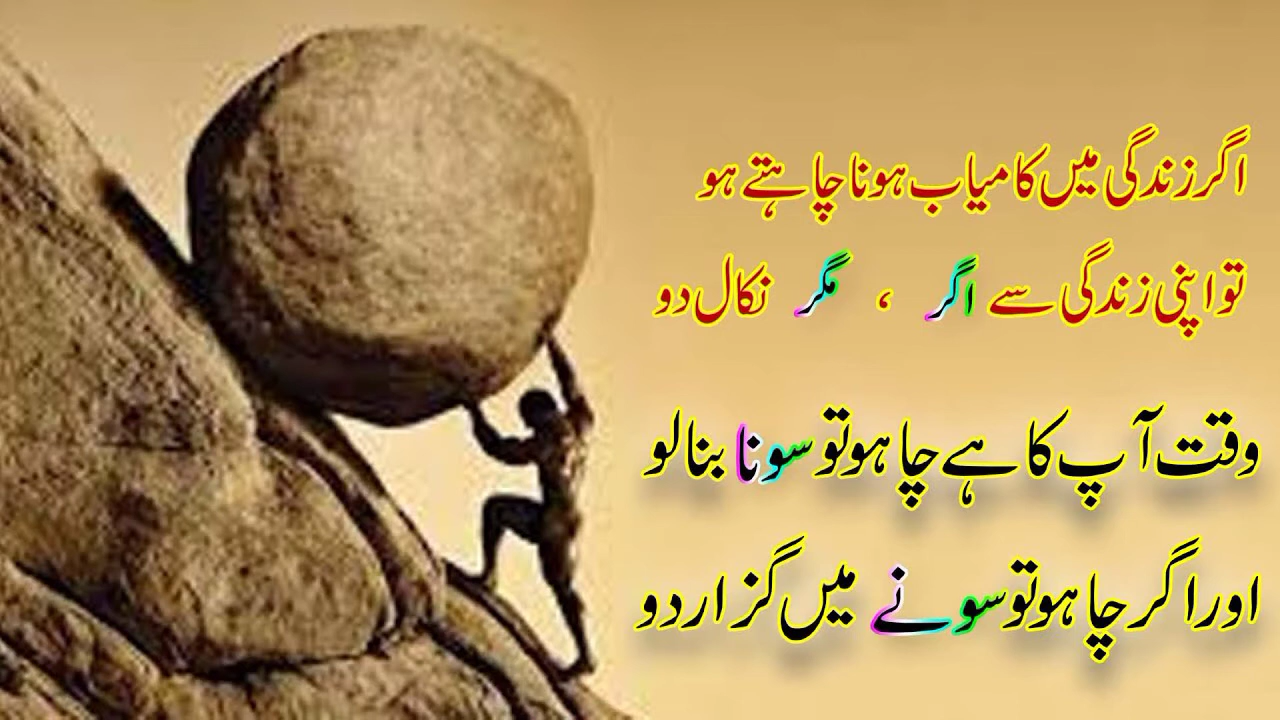 اگر زندگی میں کامیاب ہونا چاہتے ہو
تو اپنی زندگی سے اگر ، مگر نکال دو
وقت آپ کا ہے چاہو تو سونا بنا لو
اور اگر چاہو تو سونے میں گزار دو